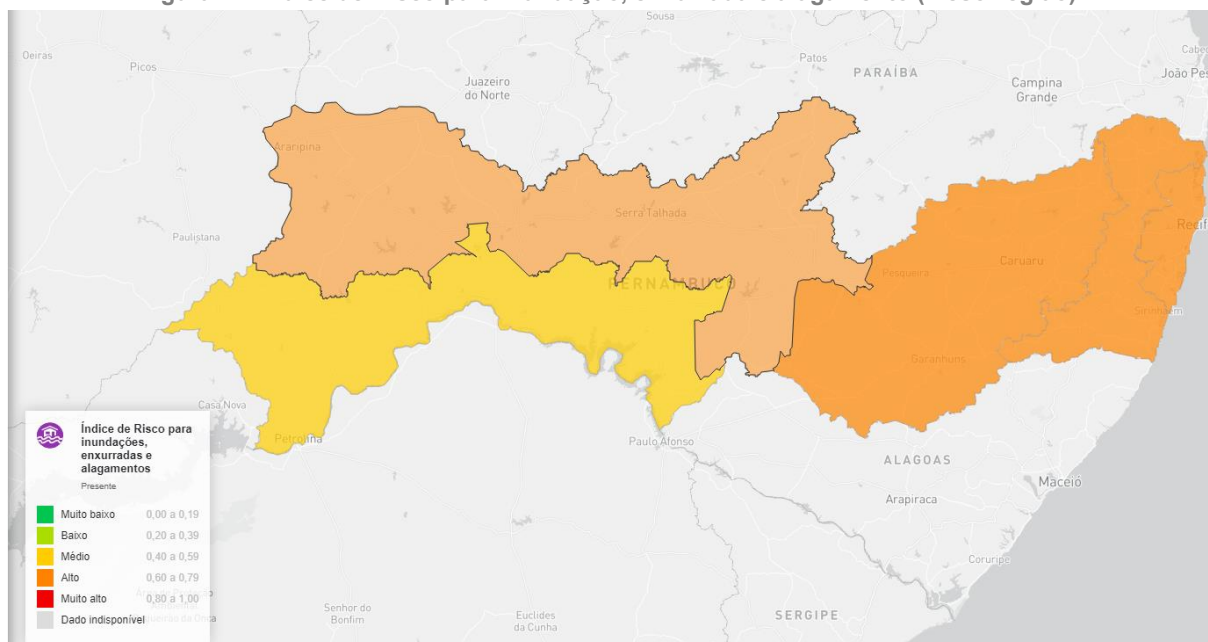 Sousa
Cabe
Oeiras
Picos
Patos
Juazeiro
do Norte
PARAÍBA
João Pes
Campina
Grande
Araripina
Serra Talhada
Paulistana
Recif
Pesqueira
Caruaru
PERNAMBUCO
Sirinhaém
Garanhuns
Casa Nova
Petrolina
Paulo Afonso
ALAGOAS
Maceió
Arapiraca
Coruripe
Senhor do
Bonfim
Euclides
da Cunha
SERGIPE
Índice de Risco para
inundações,
enxurradas e
alagamentos
Presente
Muito baixo 0,00 a 0,19
Baixo 0,20 a 0,39
Médio 0,40 a 0,59
Alto 0,60 a 0,79
Muito alto 0,80 a 1,00
Dado indisponível